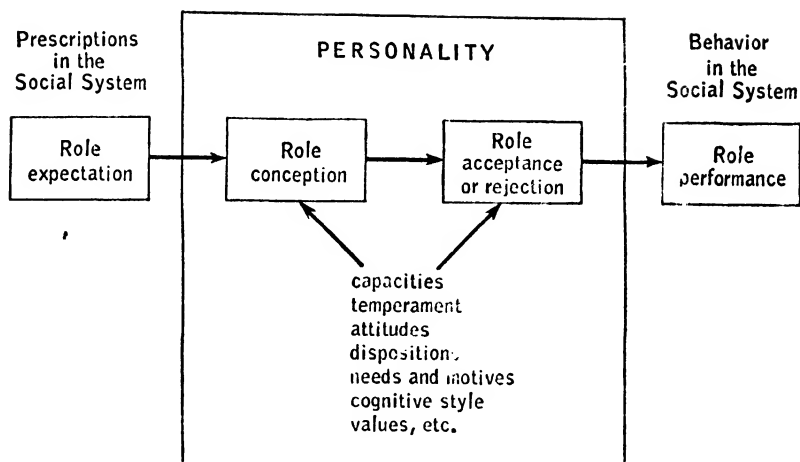 Prescriptions
in the
Social System
PERSONALITY
Behavior
in the
Social System
Role
expectation
Role
conception
Role
acceptance
or rejection
Role
performance
capacities
temperament
attitudes
disposition,
needs and motives
cognitive style
values, etc.